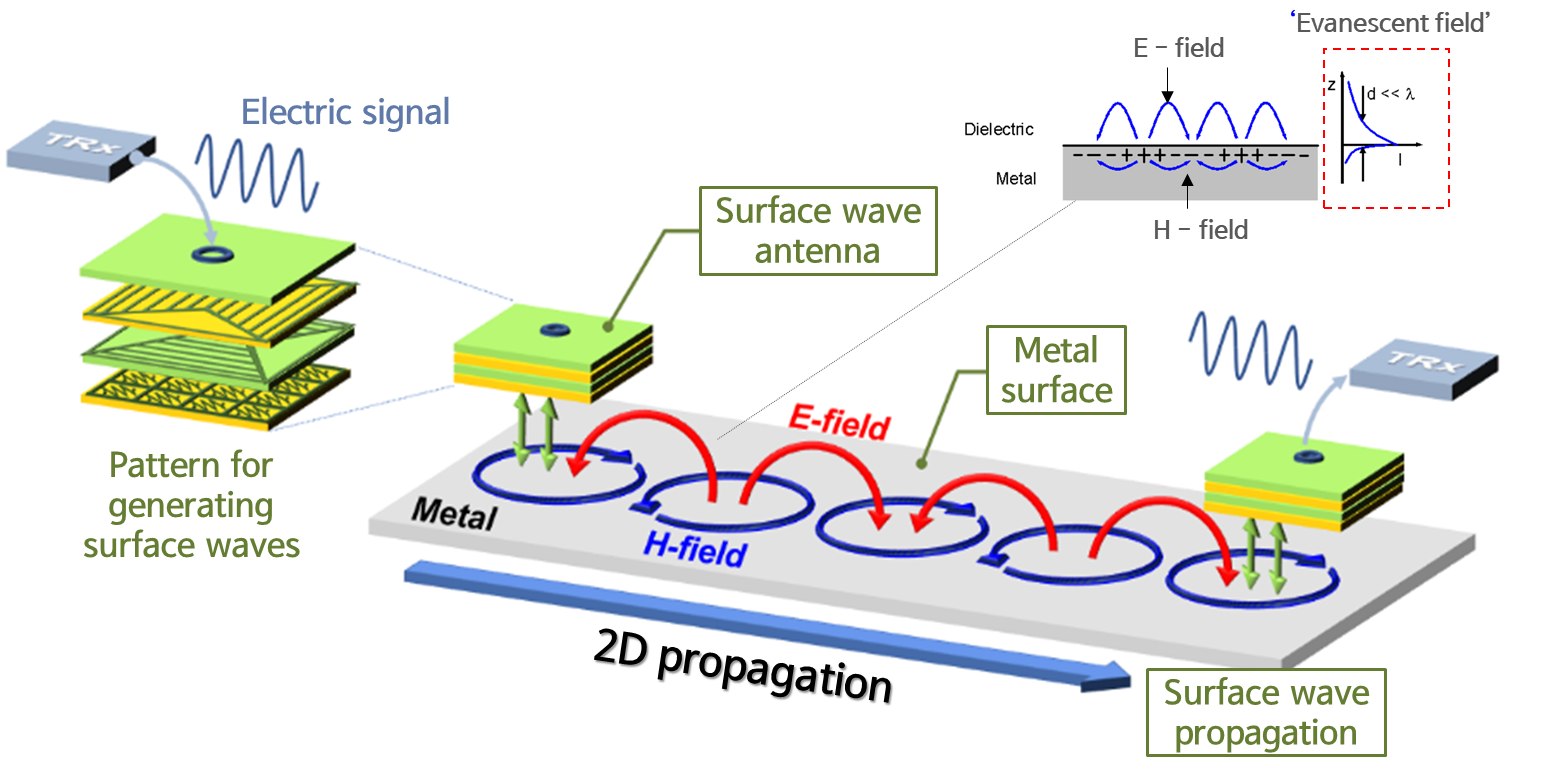 ‘Evanescent field’
E – field
z
d << λ
Dielectric
– – – – + + + – – – + + + – – – –
Metal
l
H – field
Electric signal
TRx
Surface wave
antenna
Metal
surface
TRx
E-field
Pattern for
generating
surface waves
Metal
H-field
2D propagation
Surface wave
propagation